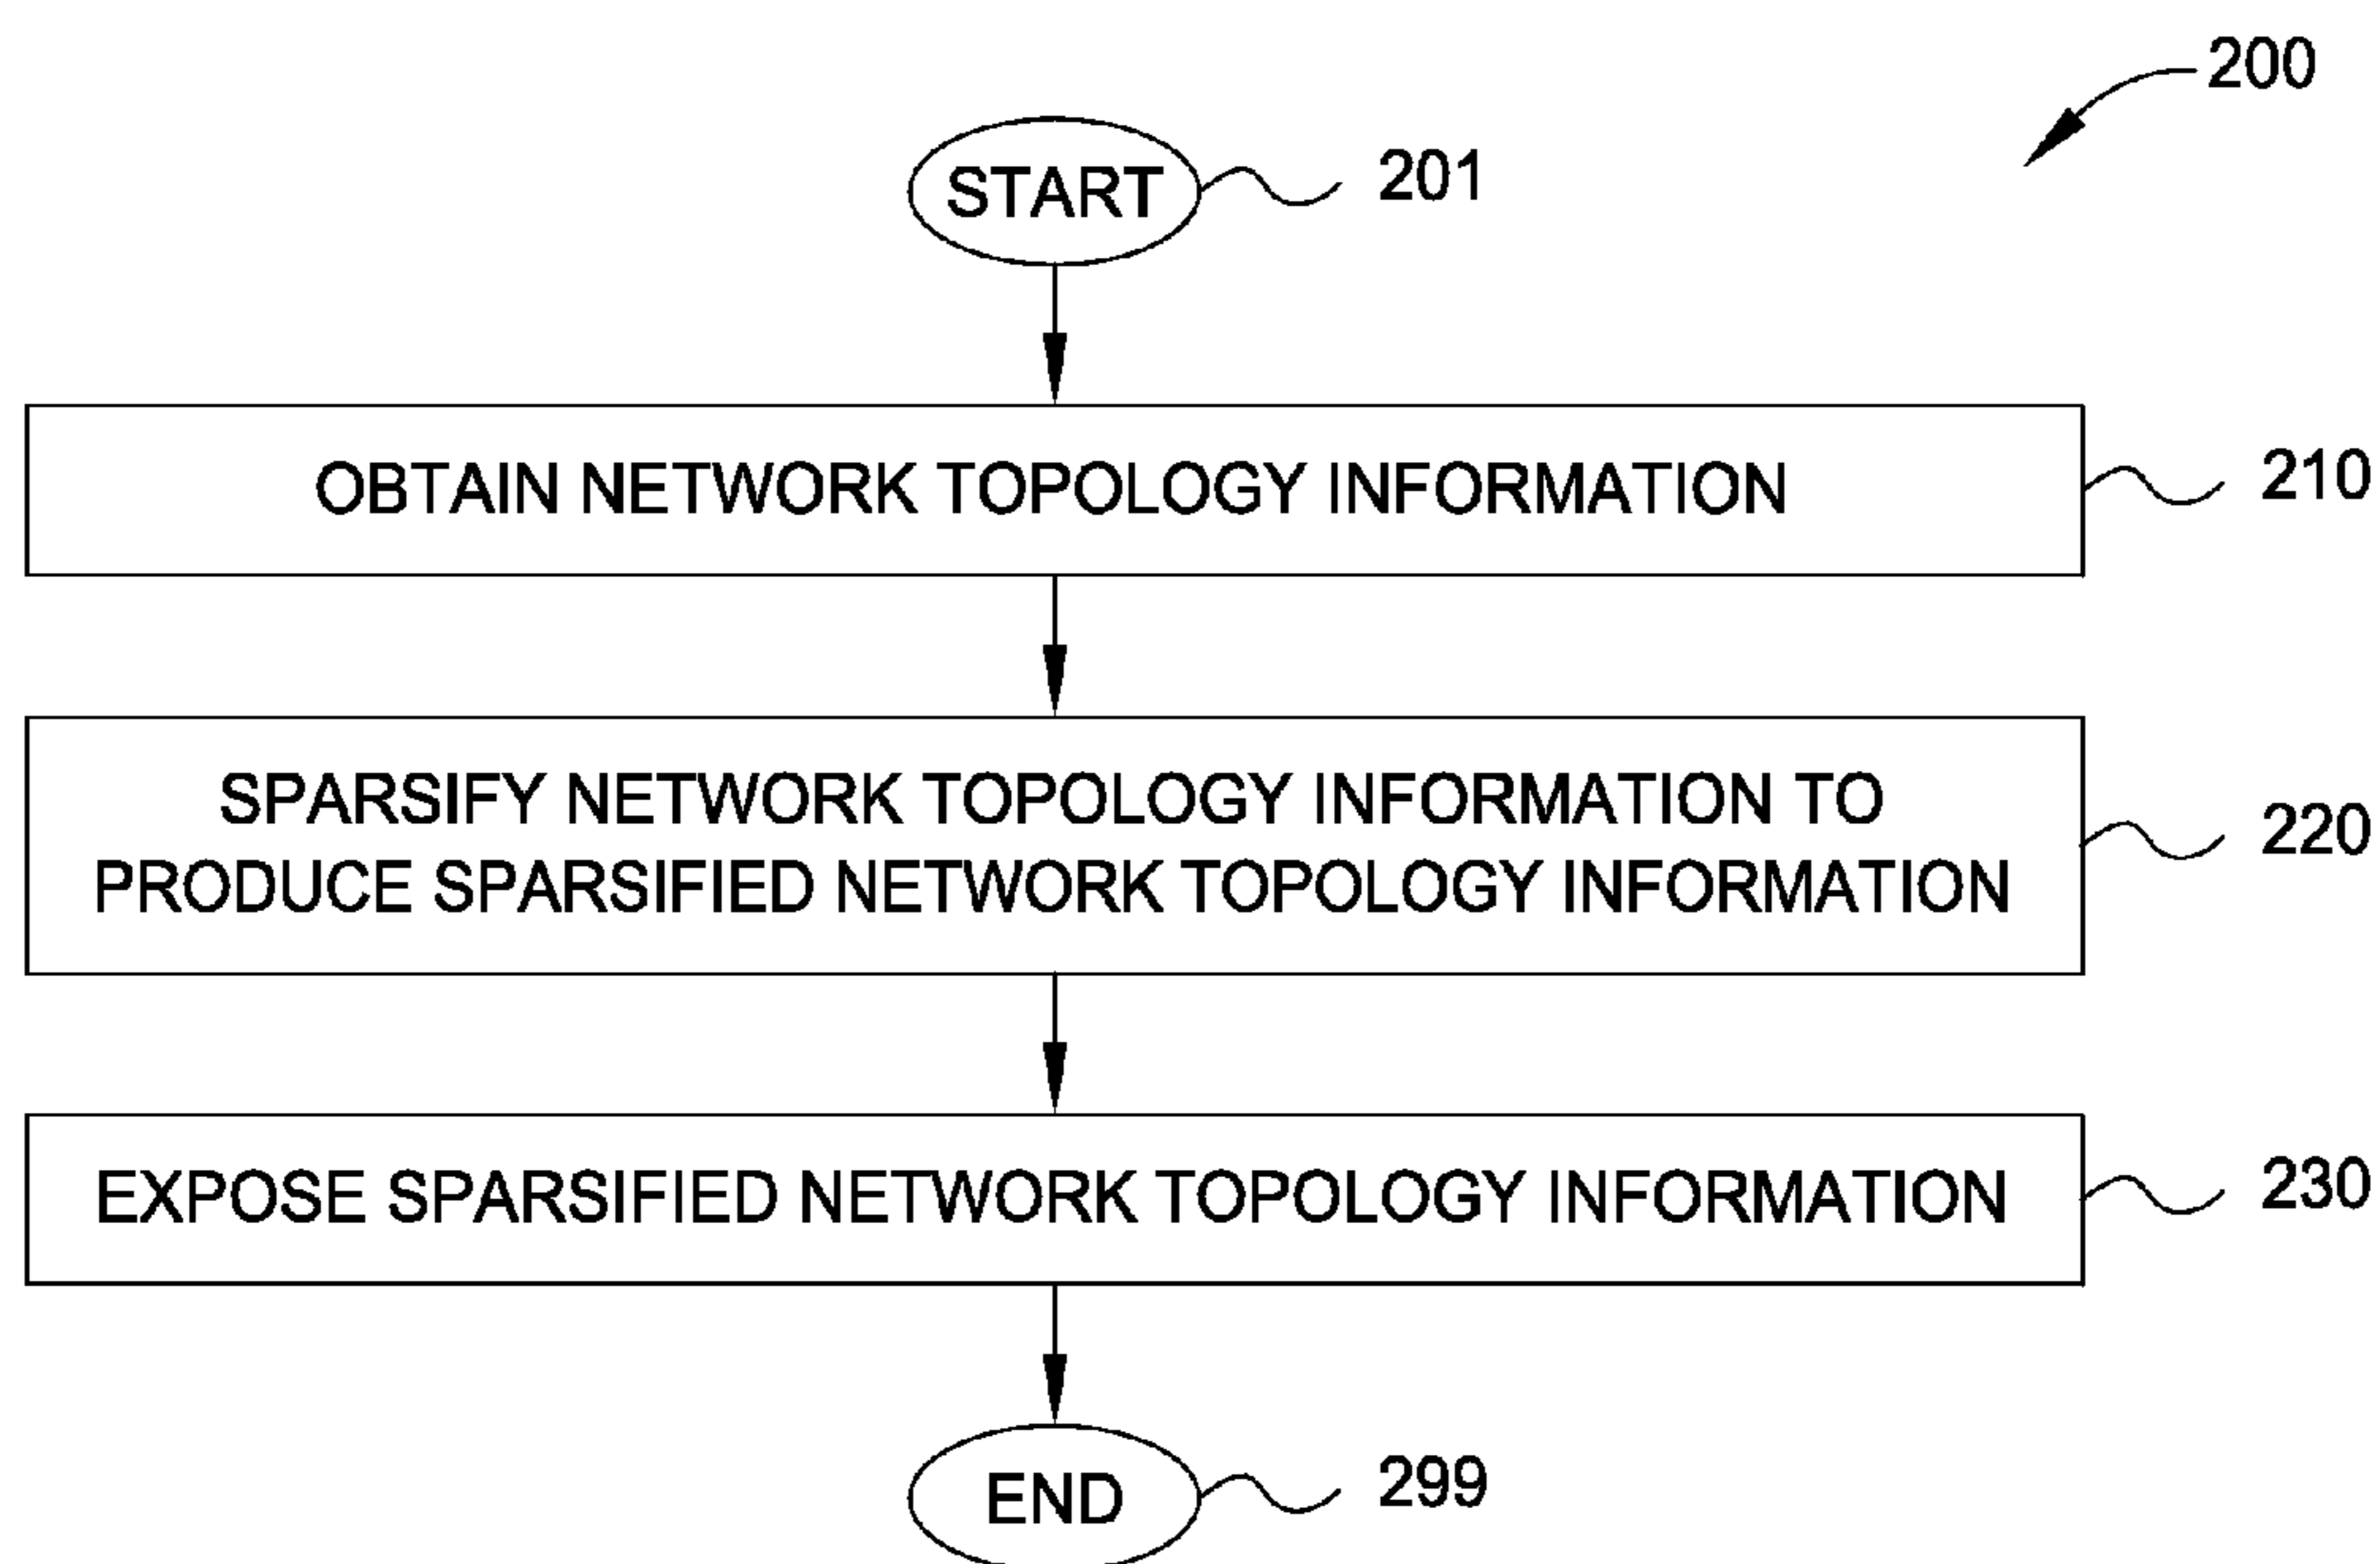 200
START
201
OBTAIN NETWORK TOPOLOGY INFORMATION
210
SPARSIFY NETWORK TOPOLOGY INFORMATION TO
PRODUCE SPARSIFIED NETWORK TOPOLOGY INFORMATION
220
EXPOSE SPARSIFIED NETWORK TOPOLOGY INFORMATION
230
END
299